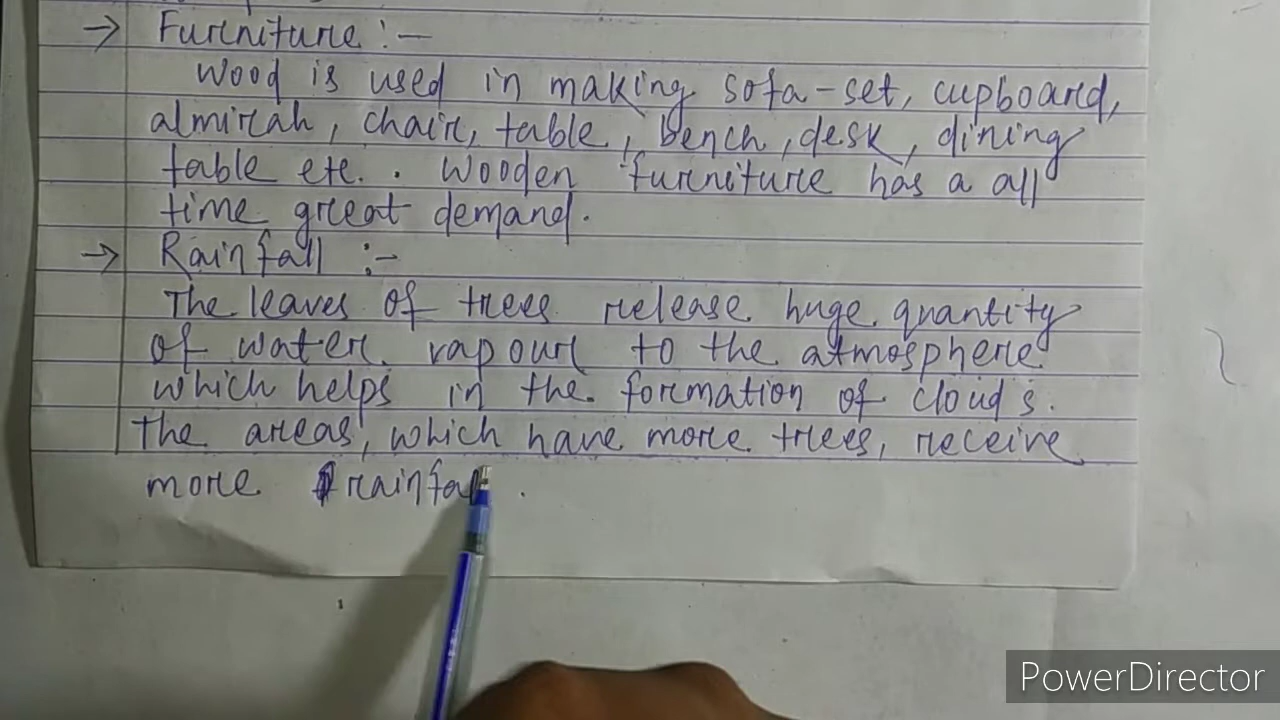 → Furniture :-
Wood is used in making sofa-set, cupboard,
almirah, chair, table, bench, desk, dining
table etc. . Wooden furniture has a all
time great demand.
→ Rainfall :-
The leaves of trees release huge quantity
of water vapour to the atmosphere
which helps in the formation of clouds.
The areas, which have more trees, receive
more rainfall.
PowerDirector